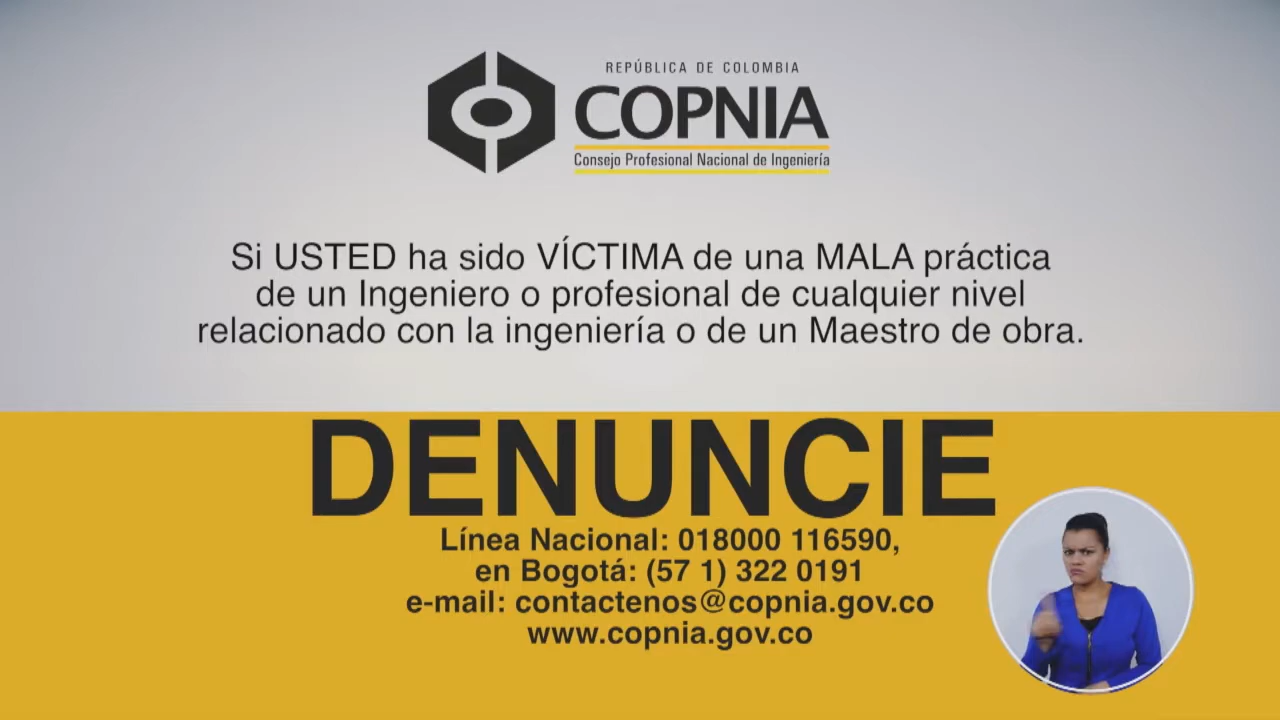 REPÚBLICA DE COLOMBIA
COPNIA
Consejo Profesional Nacional de Ingeniería
Si USTED ha sido VÍCTIMA de una MALA práctica
de un Ingeniero o profesional de cualquier nivel
relacionado con la ingeniería o de un Maestro de obra.
DENUNCIE
Línea Nacional: 018000 116590,
en Bogotá: (57 1) 322 0191
e-mail: contactenos@copnia.gov.co
www.copnia.gov.co